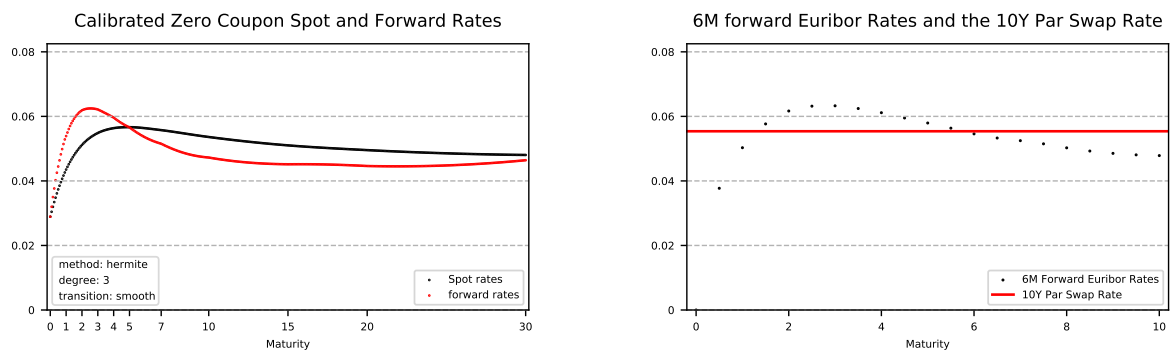 Calibrated Zero Coupon Spot and Forward Rates
0.08
0.06
0.04
0.02
0
method: hermite
degree: 3
transition: smooth
Spot rates
forward rates
0 1 2 3 4 5 7 10 15 20 30
Maturity
6M forward Euribor Rates and the 10Y Par Swap Rate
0.08
0.06
0.04
0.02
0
6M Forward Euribor Rates
10Y Par Swap Rate
0 2 4 6 8 10
Maturity